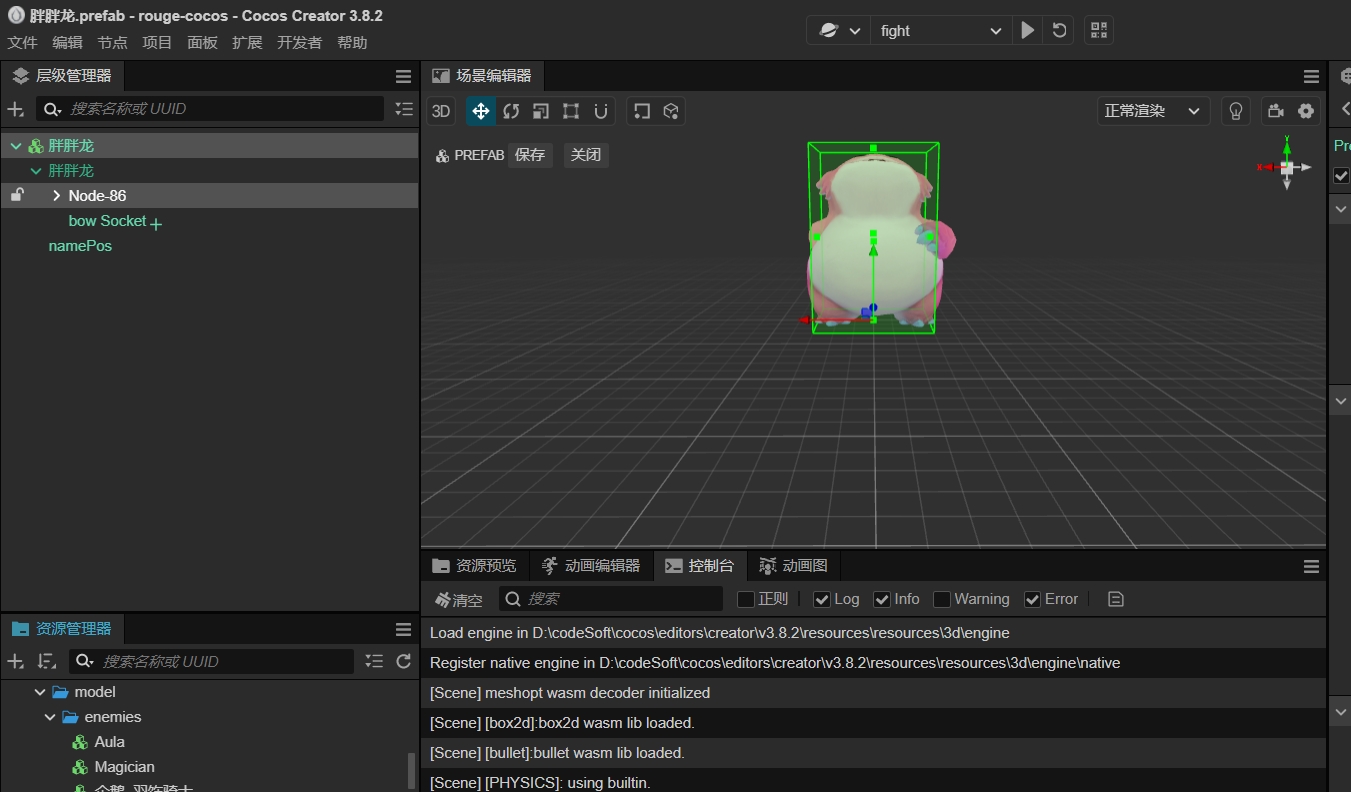 胖胖龙.prefab - rouge-cocos - Cocos Creator 3.8.2
文件 编辑 节点 项目 面板 扩展 开发者 帮助
fight
层级管理器
搜索名称或 UUID
胖胖龙
胖胖龙
Node-86
bow Socket
namePos
场景编辑器
3D
正常渲染
PREFAB 保存 关闭
Y
X
Pre
资源预览 动画编辑器 控制台 动画图
清空 搜索 正则 Log Info Warning Error
Load engine in D:\codeSoft\cocos\editors\creator\v3.8.2\resources\resources\3d\engine
Register native engine in D:\codeSoft\cocos\editors\creator\v3.8.2\resources\resources\3d\engine\native
[Scene] meshopt wasm decoder initialized
[Scene] [box2d]:box2d wasm lib loaded.
[Scene] [bullet]:bullet wasm lib loaded.
[Scene] [PHYSICS]: using builtin.
资源管理器
搜索名称或 UUID
model
enemies
Aula
Magician